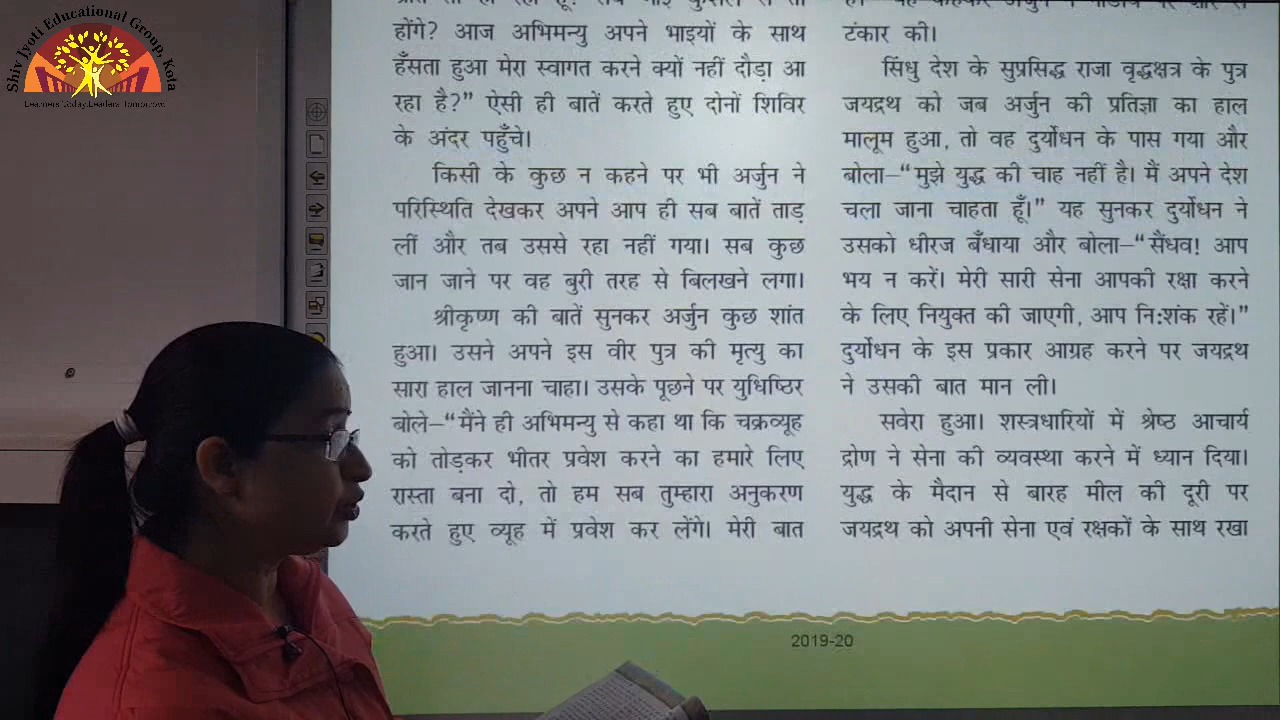 Shiv Jyoti Educational Group, Kota
Learners Today, Leaders Tomorrow
होंगे? आज अभिमन्यु अपने भाइयों के साथ
हँसता हुआ मेरा स्वागत करने क्यों नहीं दौड़ा आ
रहा है?” ऐसी ही बातें करते हुए दोनों शिविर
के अंदर पहुँचे।
किसी के कुछ न कहने पर भी अर्जुन ने
परिस्थिति देखकर अपने आप ही सब बातें ताड़
लीं और तब उससे रहा नहीं गया। सब कुछ
जान जाने पर वह बुरी तरह से बिलखने लगा।
श्रीकृष्ण की बातें सुनकर अर्जुन कुछ शांत
हुआ। उसने अपने इस वीर पुत्र की मृत्यु का
सारा हाल जानना चाहा। उसके पूछने पर युधिष्ठिर
बोले–“मैंने ही अभिमन्यु से कहा था कि चक्रव्यूह
को तोड़कर भीतर प्रवेश करने का हमारे लिए
रास्ता बना दो, तो हम सब तुम्हारा अनुकरण
करते हुए व्यूह में प्रवेश कर लेंगे। मेरी बात
टंकार की।
सिंधु देश के सुप्रसिद्ध राजा वृद्धक्षत्र के पुत्र
जयद्रथ को जब अर्जुन की प्रतिज्ञा का हाल
मालूम हुआ, तो वह दुर्योधन के पास गया और
बोला–“मुझे युद्ध की चाह नहीं है। मैं अपने देश
चला जाना चाहता हूँ।” यह सुनकर दुर्योधन ने
उसको धीरज बँधाया और बोला–“सैंधव! आप
भय न करें। मेरी सारी सेना आपकी रक्षा करने
के लिए नियुक्त की जाएगी, आप नि:शंक रहें।”
दुर्योधन के इस प्रकार आग्रह करने पर जयद्रथ
ने उसकी बात मान ली।
सवेरा हुआ। शस्त्रधारियों में श्रेष्ठ आचार्य
द्रोण ने सेना की व्यवस्था करने में ध्यान दिया।
युद्ध के मैदान से बारह मील की दूरी पर
जयद्रथ को अपनी सेना एवं रक्षकों के साथ रखा
2019-20